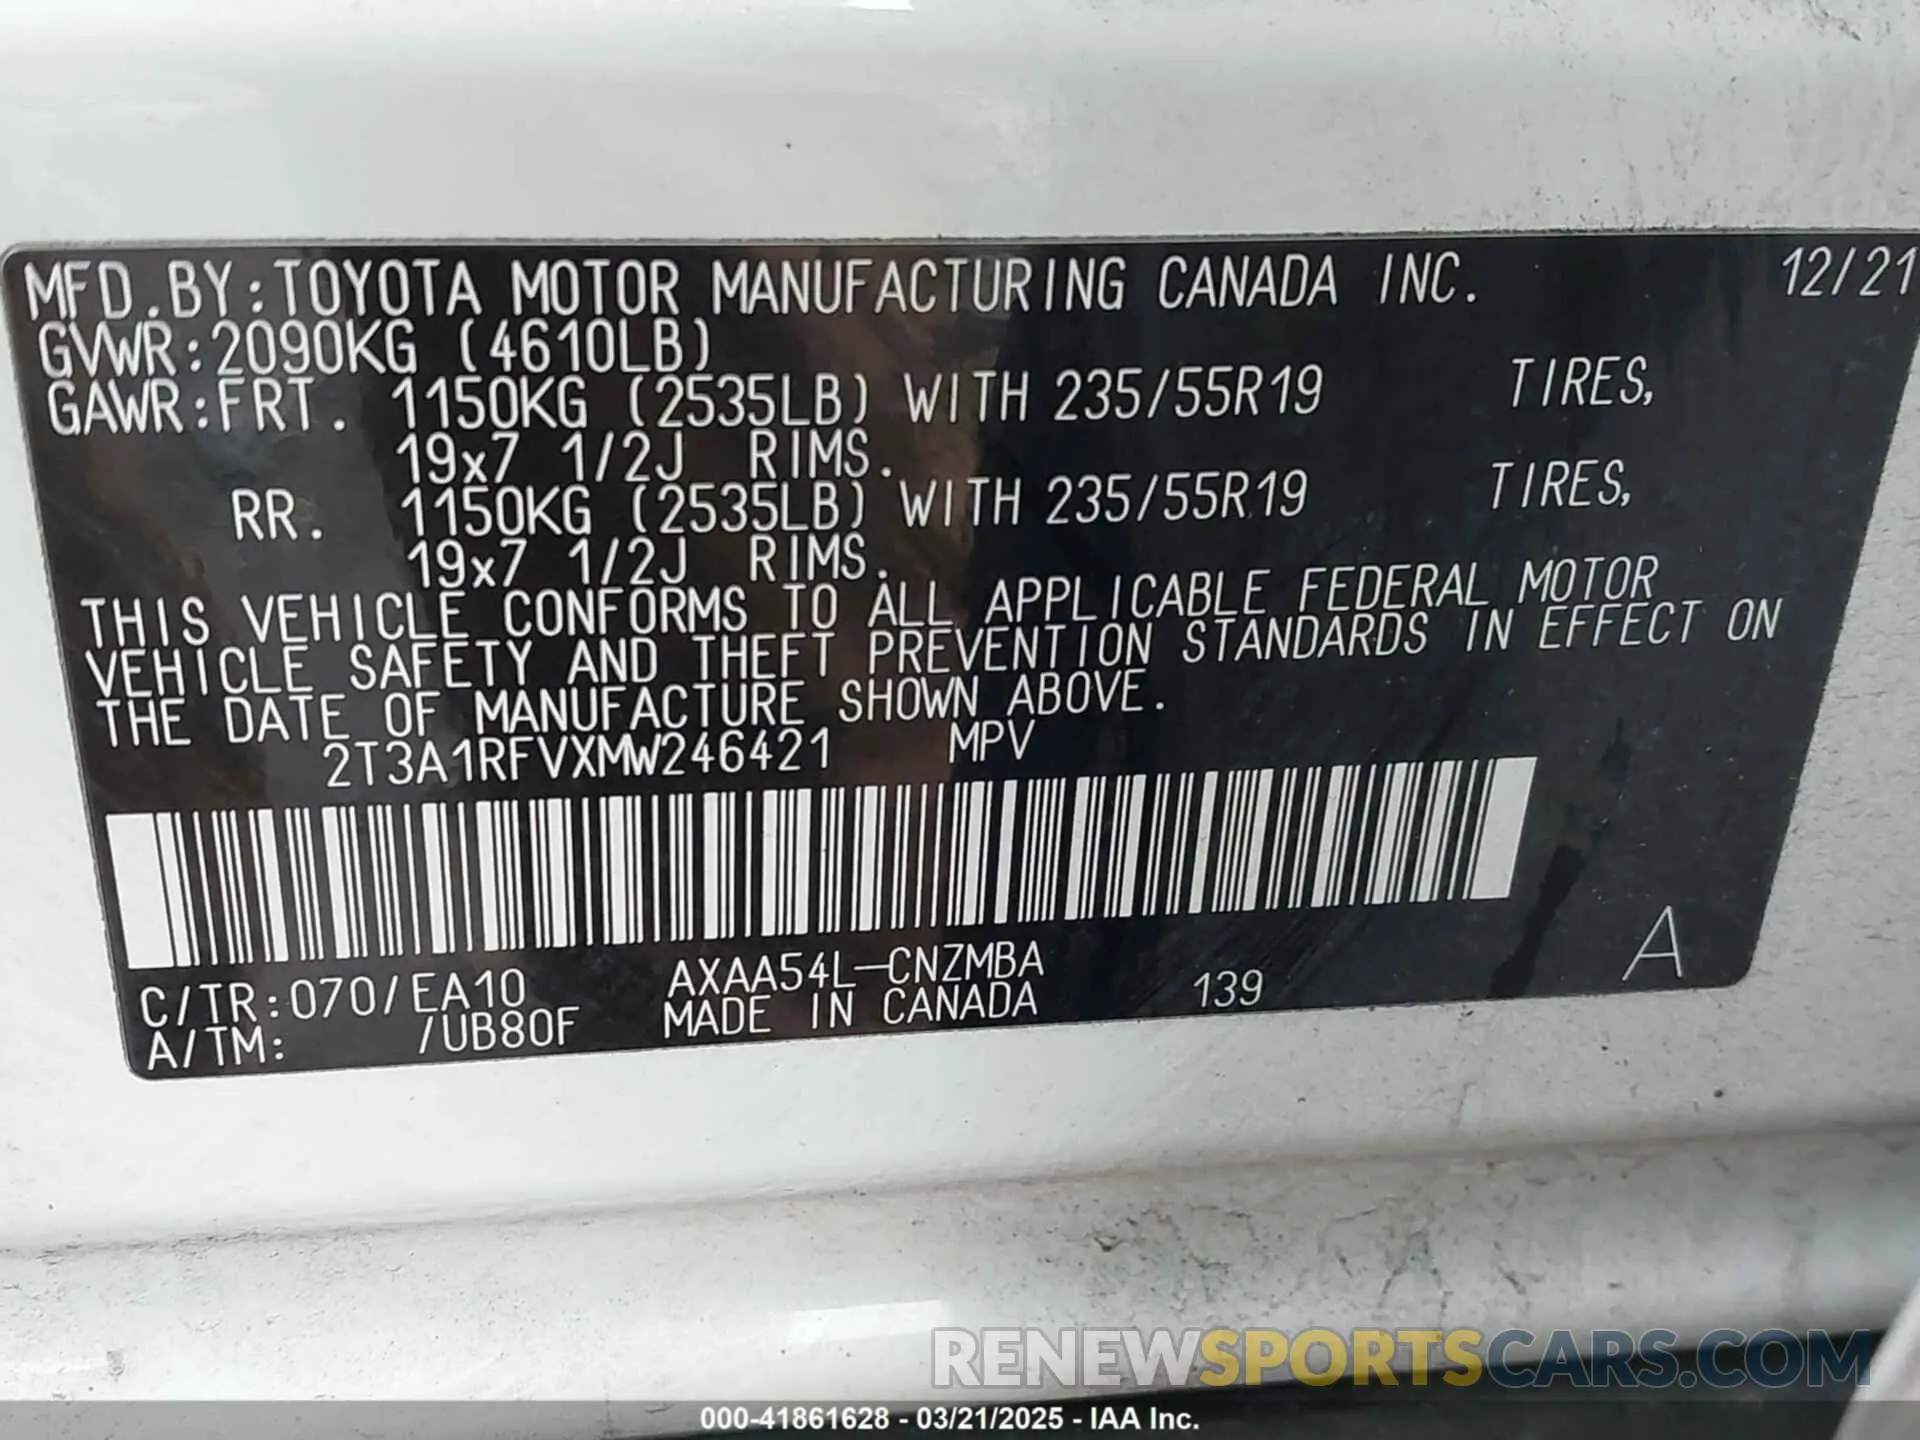 MFD.BY:TOYOTA MOTOR MANUFACTURING CANADA INC. 12/21
GVWR:2090KG (4610LB)
GAWR:FRT. 1150KG (2535LB) WITH 235/55R19 TIRES,
19x7 1/2J RIMS.
RR. 1150KG (2535LB) WITH 235/55R19 TIRES,
19x7 1/2J RIMS.
THIS VEHICLE CONFORMS TO ALL APPLICABLE FEDERAL MOTOR
VEHICLE SAFETY AND THEFT PREVENTION STANDARDS IN EFFECT ON
THE DATE OF MANUFACTURE SHOWN ABOVE.
2T3A1RFVXMW246421 MPV
C/TR:070/EA10 AXAA54L-CNZMBA 139 A
A/TM: /UB80F MADE IN CANADA
RENEWSPORTSCARS.COM
000-41861628 - 03/21/2025 - IAA Inc.